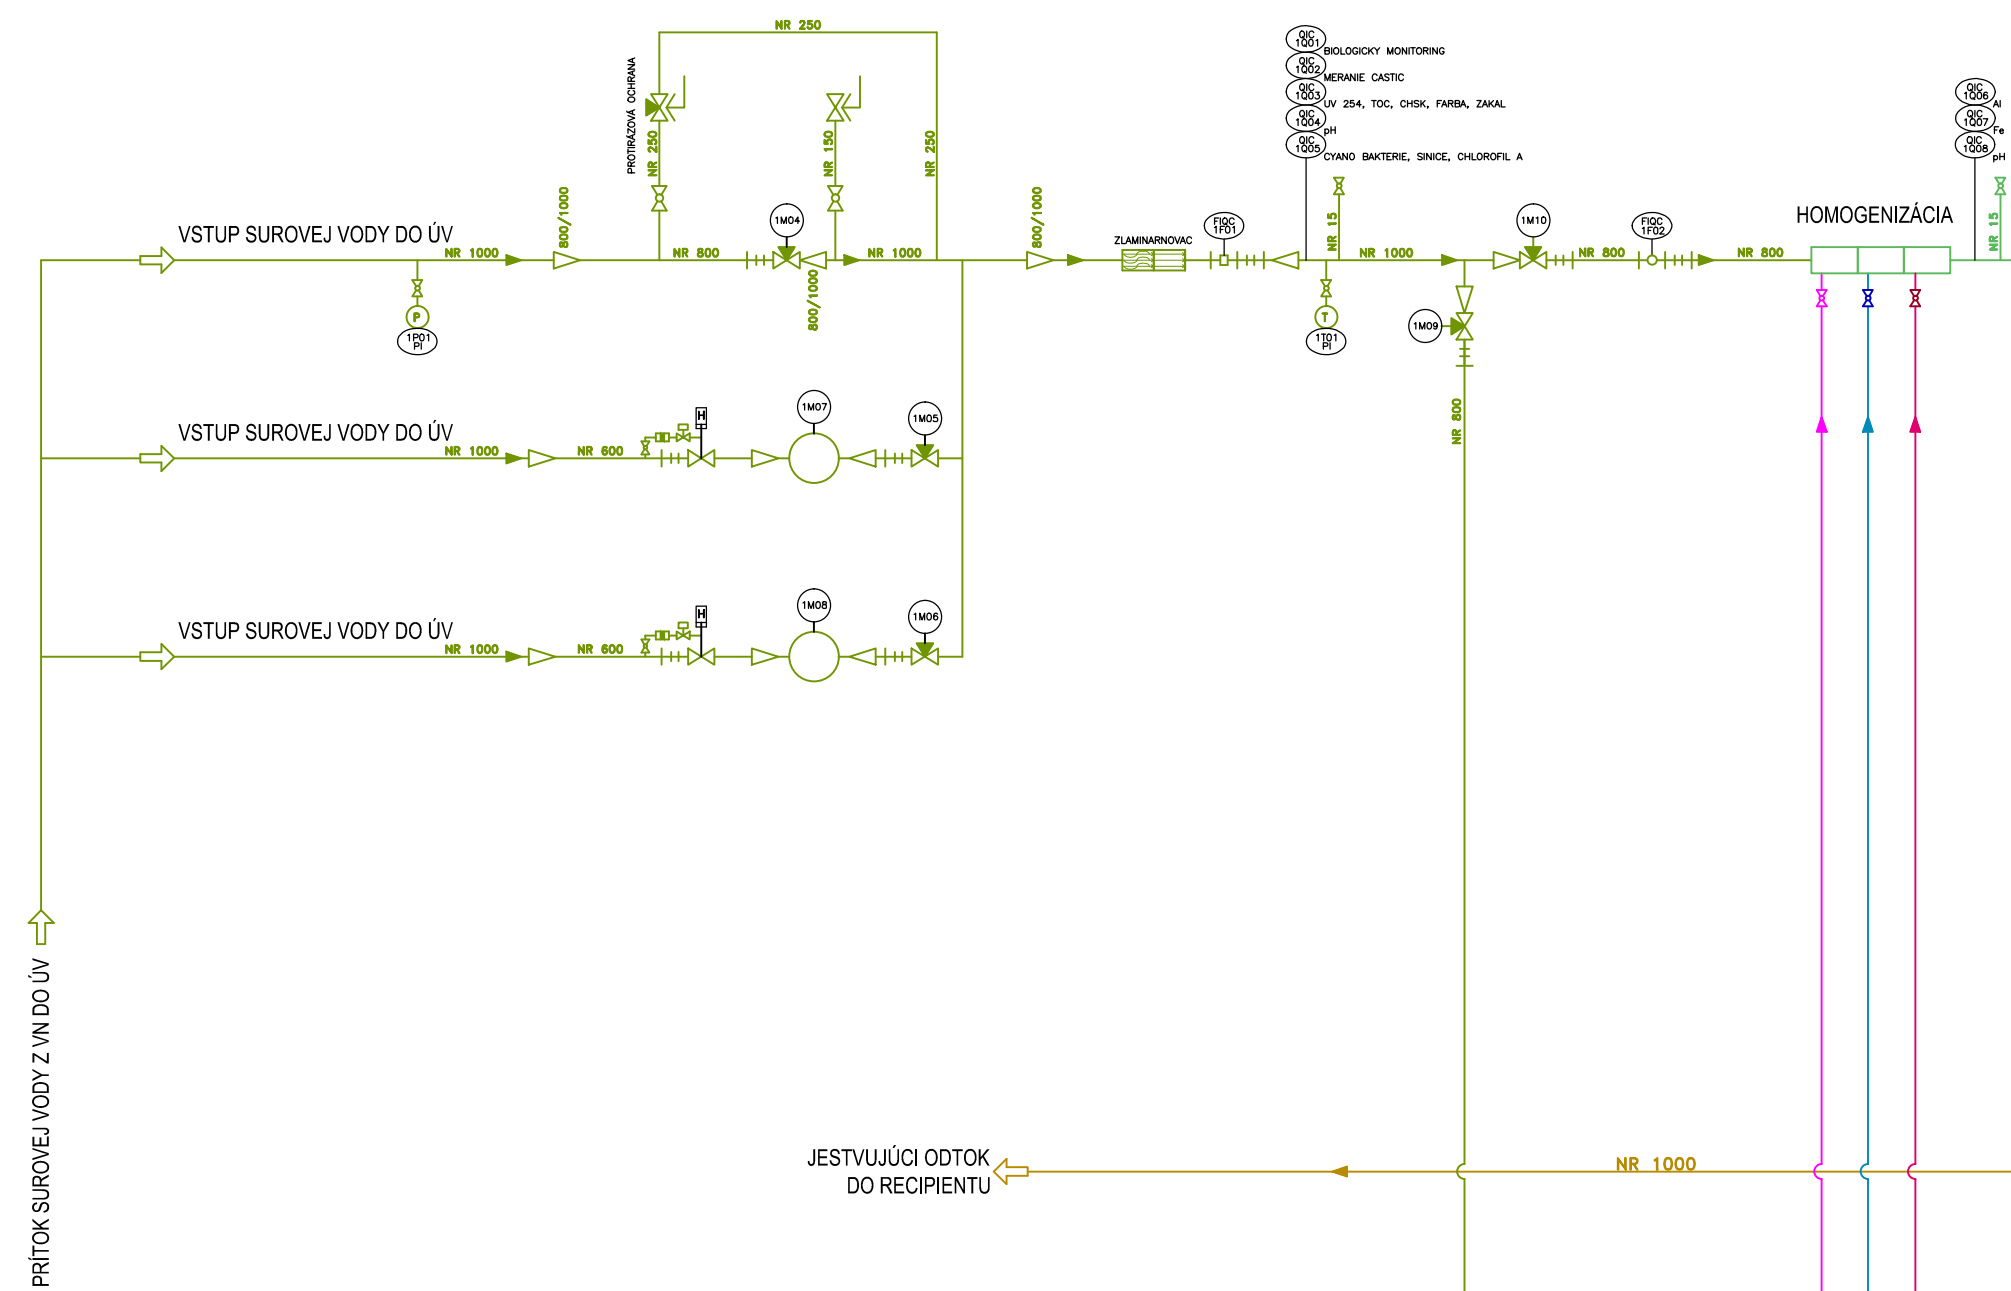 NR 250
PROTIRÁZOVÁ OCHRANA
NR 250
NR 150
NR 250
QIC
1Q01
BIOLOGICKY MONITORING
QIC
1Q02
MERANIE CASTIC
QIC
1Q03
UV 254, TOC, CHSK, FARBA, ZAKAL
QIC
1Q04
pH
QIC
1Q05
CYANO BAKTERIE, SINICE, CHLOROFIL A
QIC
1Q06
Al
QIC
1Q07
Fe
QIC
1Q08
pH
VSTUP SUROVEJ VODY DO ÚV
NR 1000
800/1000
NR 800
1M04
800/1000
NR 1000
800/1000
ZLAMINARNOVAC
FIQC
1F01
NR 15
NR 1000
1M10
NR 800
FIQC
1F02
NR 800
HOMOGENIZÁCIA
NR 15
P
1P01
PI
T
1T01
PI
1M09
NR 800
VSTUP SUROVEJ VODY DO ÚV
NR 1000
NR 600
H
1M07
1M05
VSTUP SUROVEJ VODY DO ÚV
NR 1000
NR 600
H
1M08
1M06
PRÍTOK SUROVEJ VODY Z VN DO ÚV
JESTVUJÚCI ODTOK
DO RECIPIENTU
NR 1000